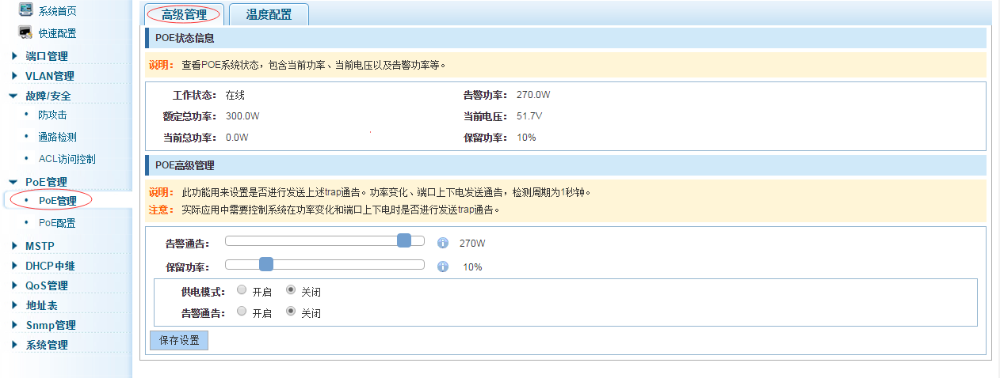 系统首页
快速配置
端口管理
VLAN管理
故障/安全
防攻击
通路检测
ACL访问控制
PoE管理
PoE管理
PoE配置
MSTP
DHCP中继
QoS管理
地址表
Snmp管理
系统管理
高级管理 温度配置
POE状态信息
说明： 查看POE系统状态，包含当前功率、当前电压以及告警功率等。
工作状态： 在线 告警功率： 270.0W
额定总功率： 300.0W 当前电压： 51.7V
当前总功率： 0.0W 保留功率： 10%
POE高级管理
说明： 此功能用来设置是否进行发送上述trap通告。功率变化、端口上下电发送通告，检测周期为1秒钟。
注意： 实际应用中需要控制系统在功率变化和端口上下电时是否进行发送trap通告。
告警通告： 270W
保留功率： 10%
供电模式： 开启 关闭
告警通告： 开启 关闭
保存设置